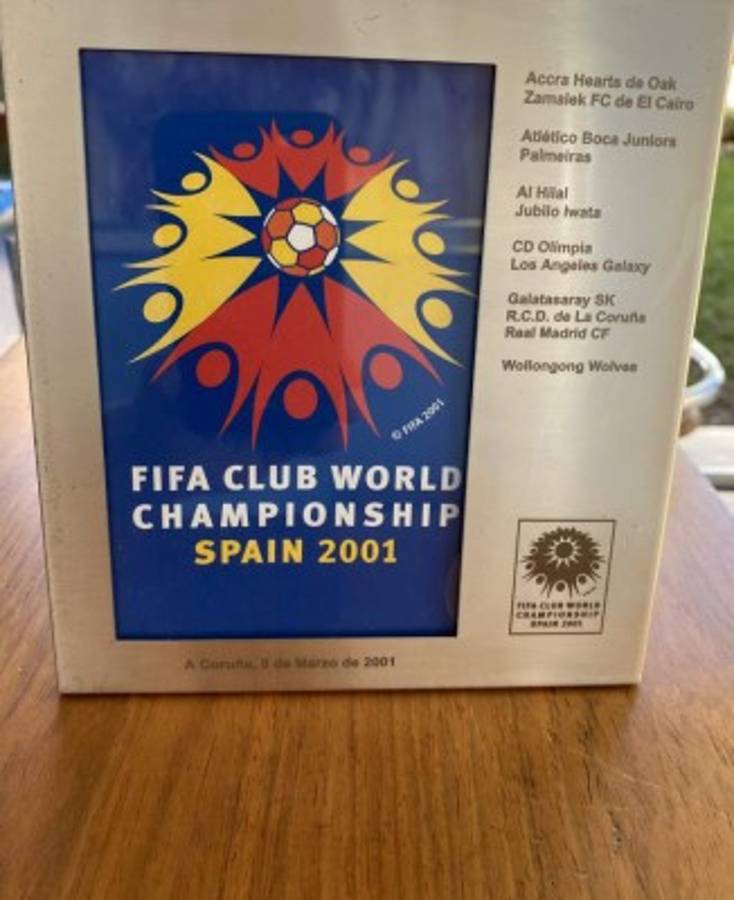 Accra Hearts de Oak
Zamalek FC de El Cairo
Atlético Boca Juniors
Palmeiras
Al Hilal
Jubilo Iwata
CD Olimpia
Los Angeles Galaxy
Galatasaray SK
R.C.D. de La Coruña
Real Madrid CF
Wollongong Wolves
© FIFA 2001
FIFA CLUB WORLD
CHAMPIONSHIP
SPAIN 2001
FIFA CLUB WORLD
CHAMPIONSHIP
SPAIN 2001
A Coruña, de Marzo de 2001